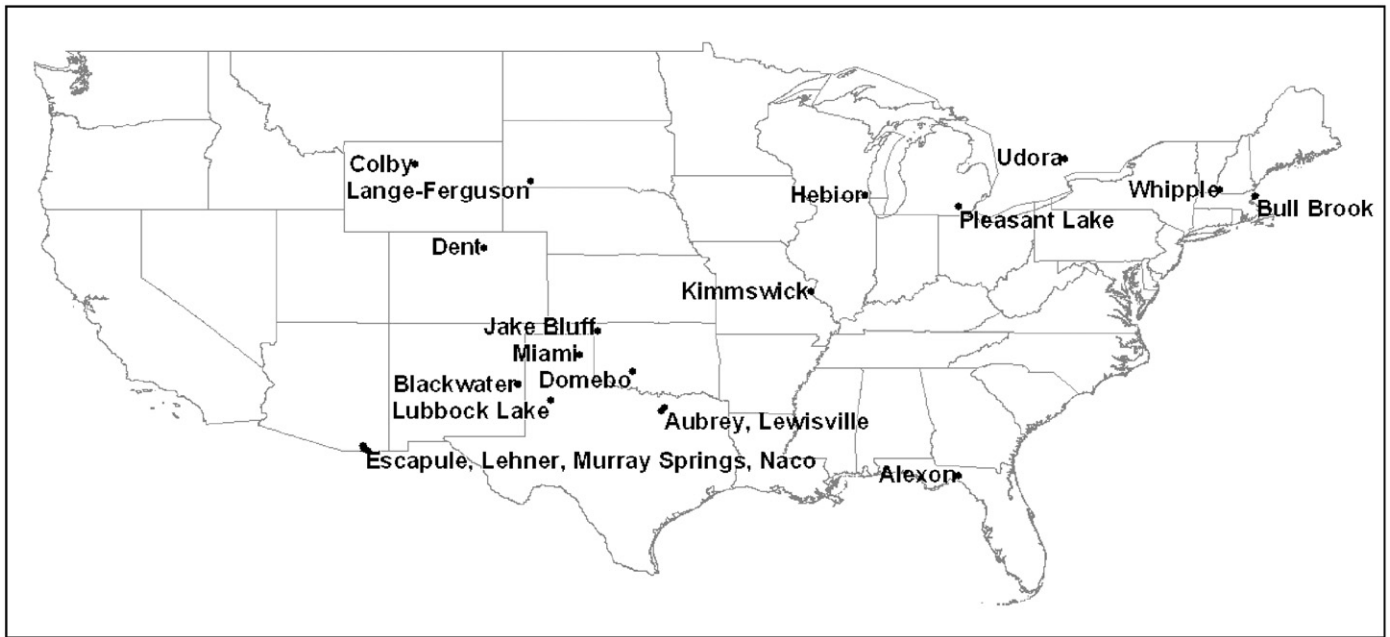 Colby
Udora
Lange-Ferguson
Hebior
Whipple
Bull Brook
Pleasant Lake
Dent
Kimmswick
Jake Bluff
Miami
Domebo
Blackwater
Lubbock Lake
Aubrey, Lewisville
Escapule, Lehner, Murray Springs, Naco
Alexon